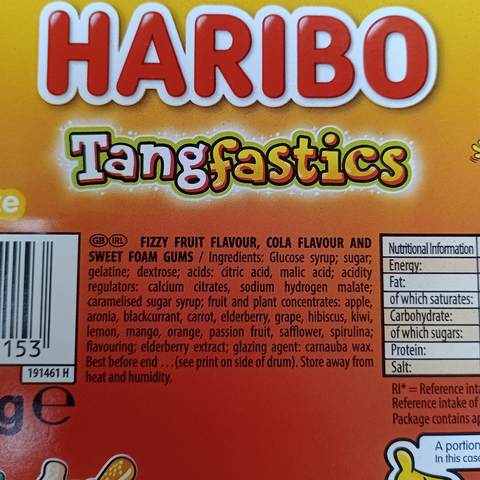 HARIBO
Tangfastics
GB IRL FIZZY FRUIT FLAVOUR, COLA FLAVOUR AND
SWEET FOAM GUMS / Ingredients: Glucose syrup; sugar;
gelatine; dextrose; acids: citric acid, malic acid; acidity
regulators: calcium citrates, sodium hydrogen malate;
caramelised sugar syrup; fruit and plant concentrates: apple,
aronia, blackcurrant, carrot, elderberry, grape, hibiscus, kiwi,
lemon, mango, orange, passion fruit, safflower, spirulina;
flavouring; elderberry extract; glazing agent: carnauba wax.
Best before end ...(see print on side of drum). Store away from
heat and humidity.
153
191461 H
g e
Nutritional Information
Energy:
Fat:
of which saturates:
Carbohydrate:
of which sugars:
Protein:
Salt:
RI* = Reference
Reference intake of
Package contains
A portion
In this case